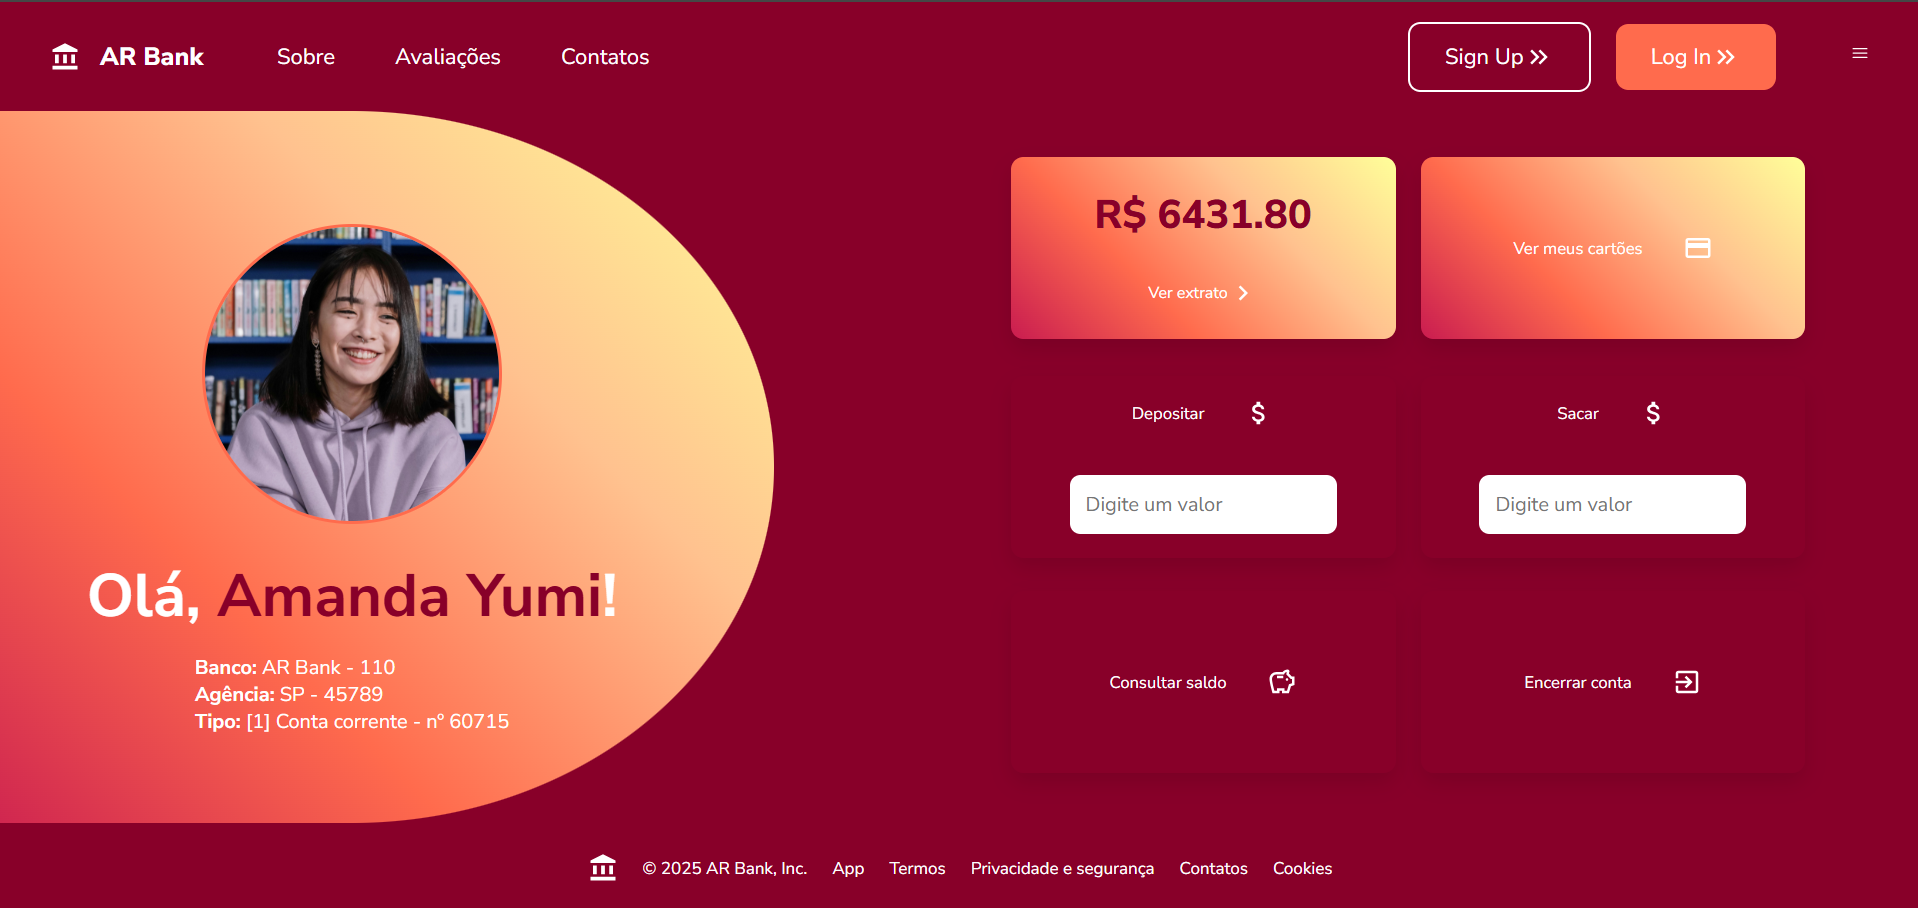 AR Bank
Sobre
Avaliações
Contatos
Sign Up
Log In
Olá, Amanda Yumi!
Banco: AR Bank - 110
Agência: SP - 45789
Tipo: [1] Conta corrente - nº 60715
R$ 6431.80
Ver extrato
Ver meus cartões
Depositar
Digite um valor
Sacar
Digite um valor
Consultar saldo
Encerrar conta
© 2025 AR Bank, Inc.
App
Termos
Privacidade e segurança
Contatos
Cookies